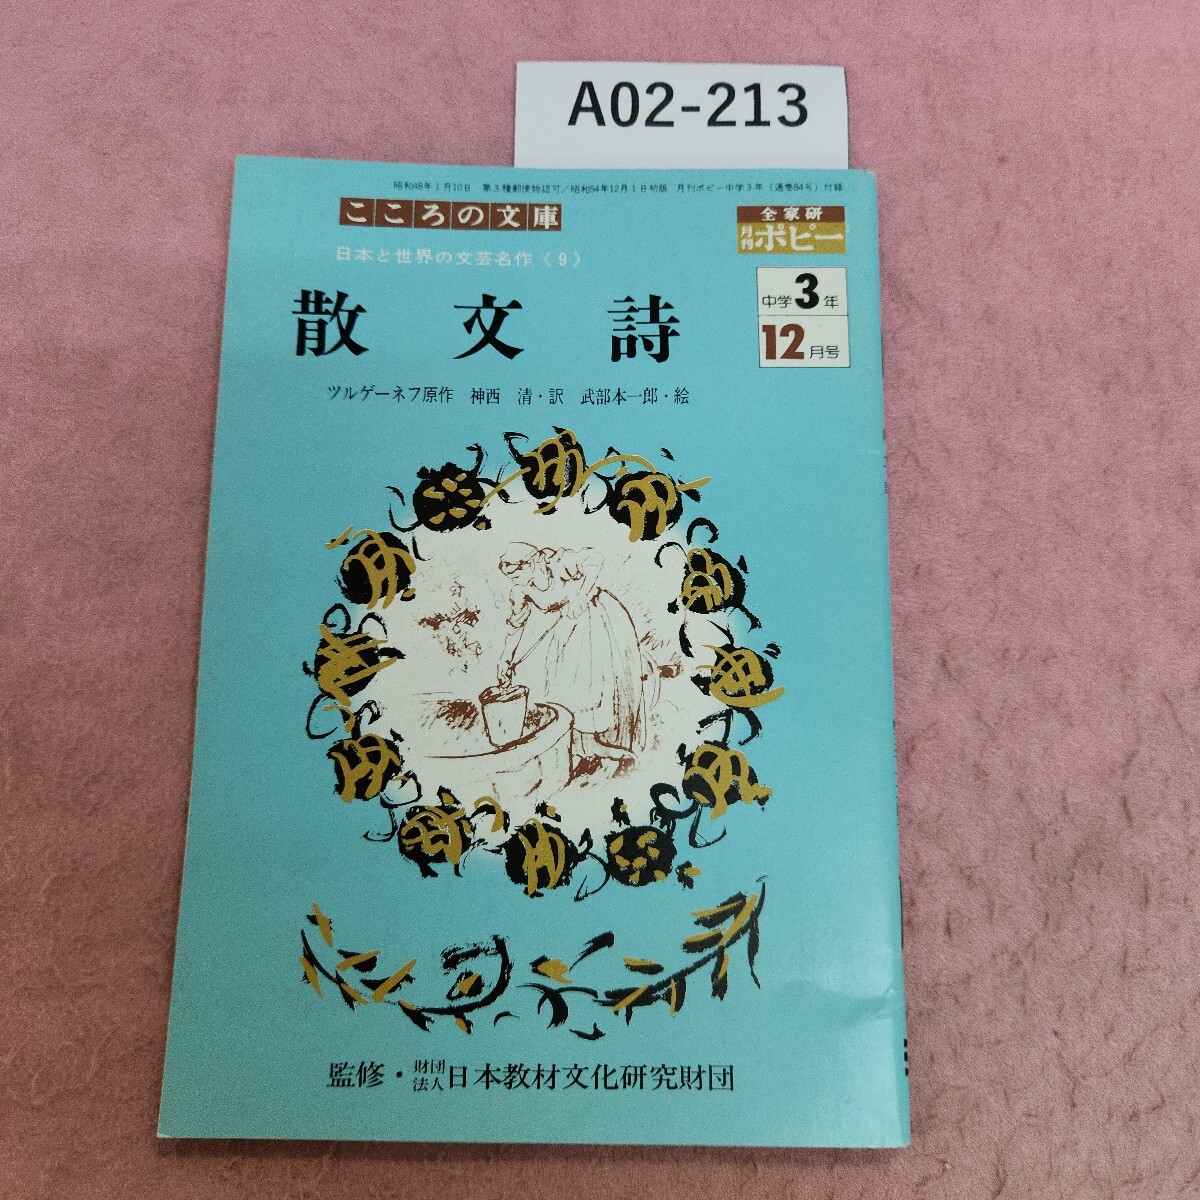 A02-213
昭和48年1月10日 第3種郵便物認可/昭和54年12月1日初版 月刊ポピー中学3年(通巻84号)付録
こころの文庫
全家研
月刊ポピー
日本と世界の文芸名作《9》
中学3年
12月号
散文詩
ツルゲーネフ原作 神西 清・訳 武部本一郎・絵
監修・財団法人日本教材文化研究財団